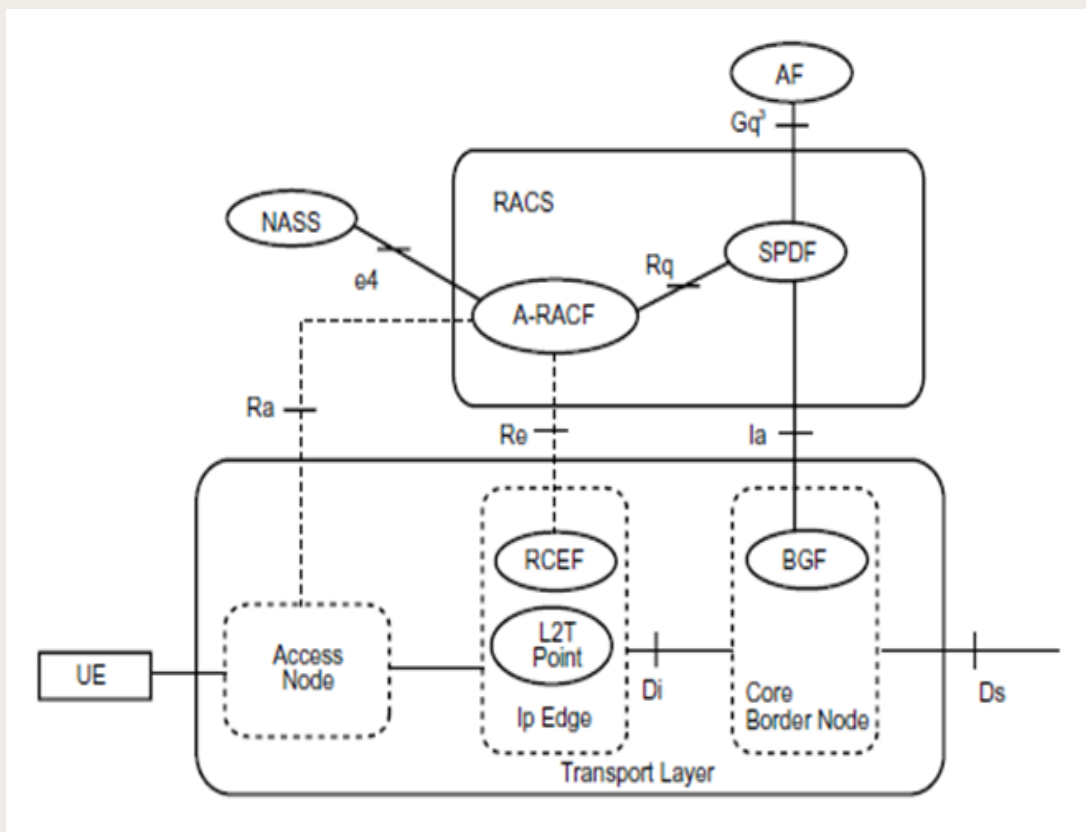 AF
Gq³
RACS
NASS
SPDF
Rq
e4
A-RACF
Ra
Re
Ia
RCEF
BGF
L2T
Point
Access
Node
UE
Di
Core
Border Node
Ds
Ip Edge
Transport Layer